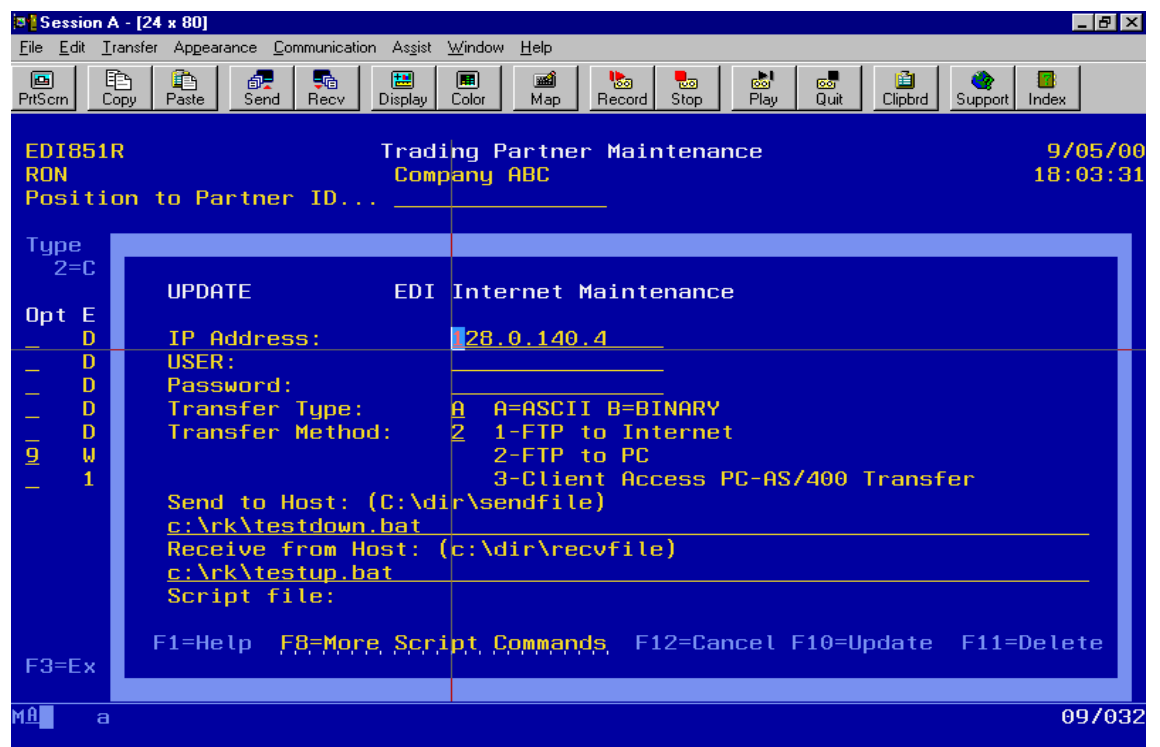 Session A - [24 x 80]
File Edit Transfer Appearance Communication Assist Window Help
PrtScrn Copy Paste Send Recv Display Color Map Record Stop Play Quit Clipbrd Support Index
EDI851R Trading Partner Maintenance 9/05/00
RON Company ABC 18:03:31
Position to Partner ID...
Type
2=C
UPDATE EDI Internet Maintenance
Opt E
D IP Address: 128.0.140.4
D USER:
D Password:
D Transfer Type: A A=ASCII B=BINARY
D Transfer Method: 2 1-FTP to Internet
9 W 2-FTP to PC
1 3-Client Access PC-AS/400 Transfer
Send to Host: (C:\dir\sendfile)
c:\rk\testdown.bat
Receive from Host: (c:\dir\recvfile)
c:\rk\testup.bat
Script file:
F1=Help F8=More Script Commands F12=Cancel F10=Update F11=Delete
F3=Ex
MA a 09/032